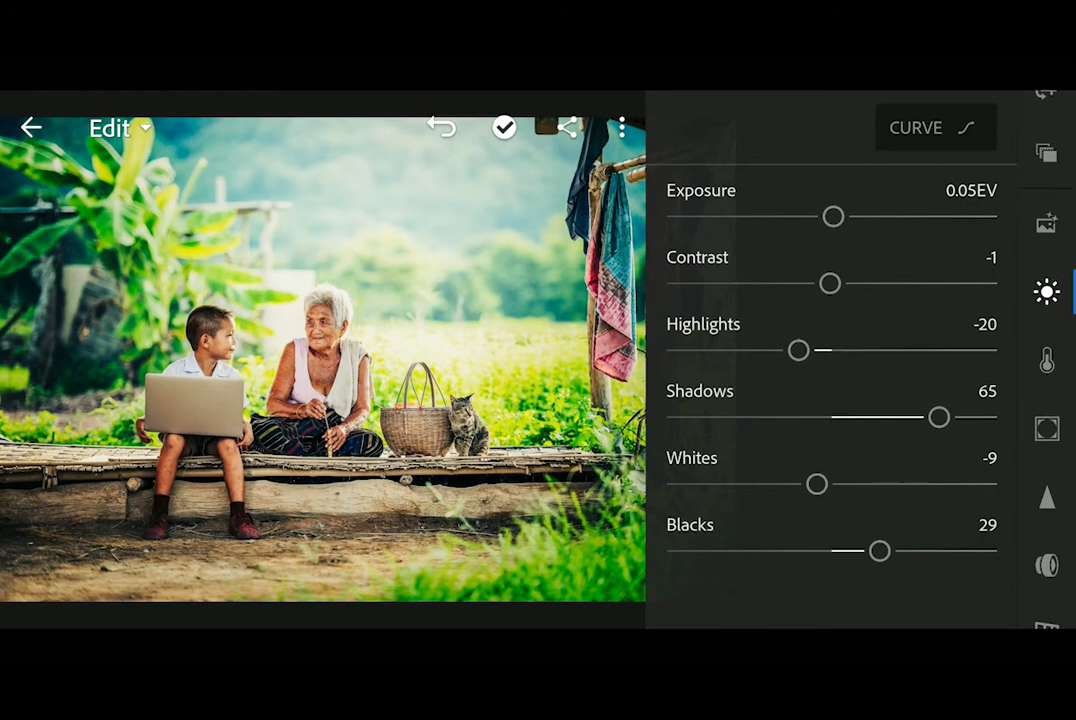 Edit
CURVE
Exposure 0.05EV
Contrast -1
Highlights -20
Shadows 65
Whites -9
Blacks 29